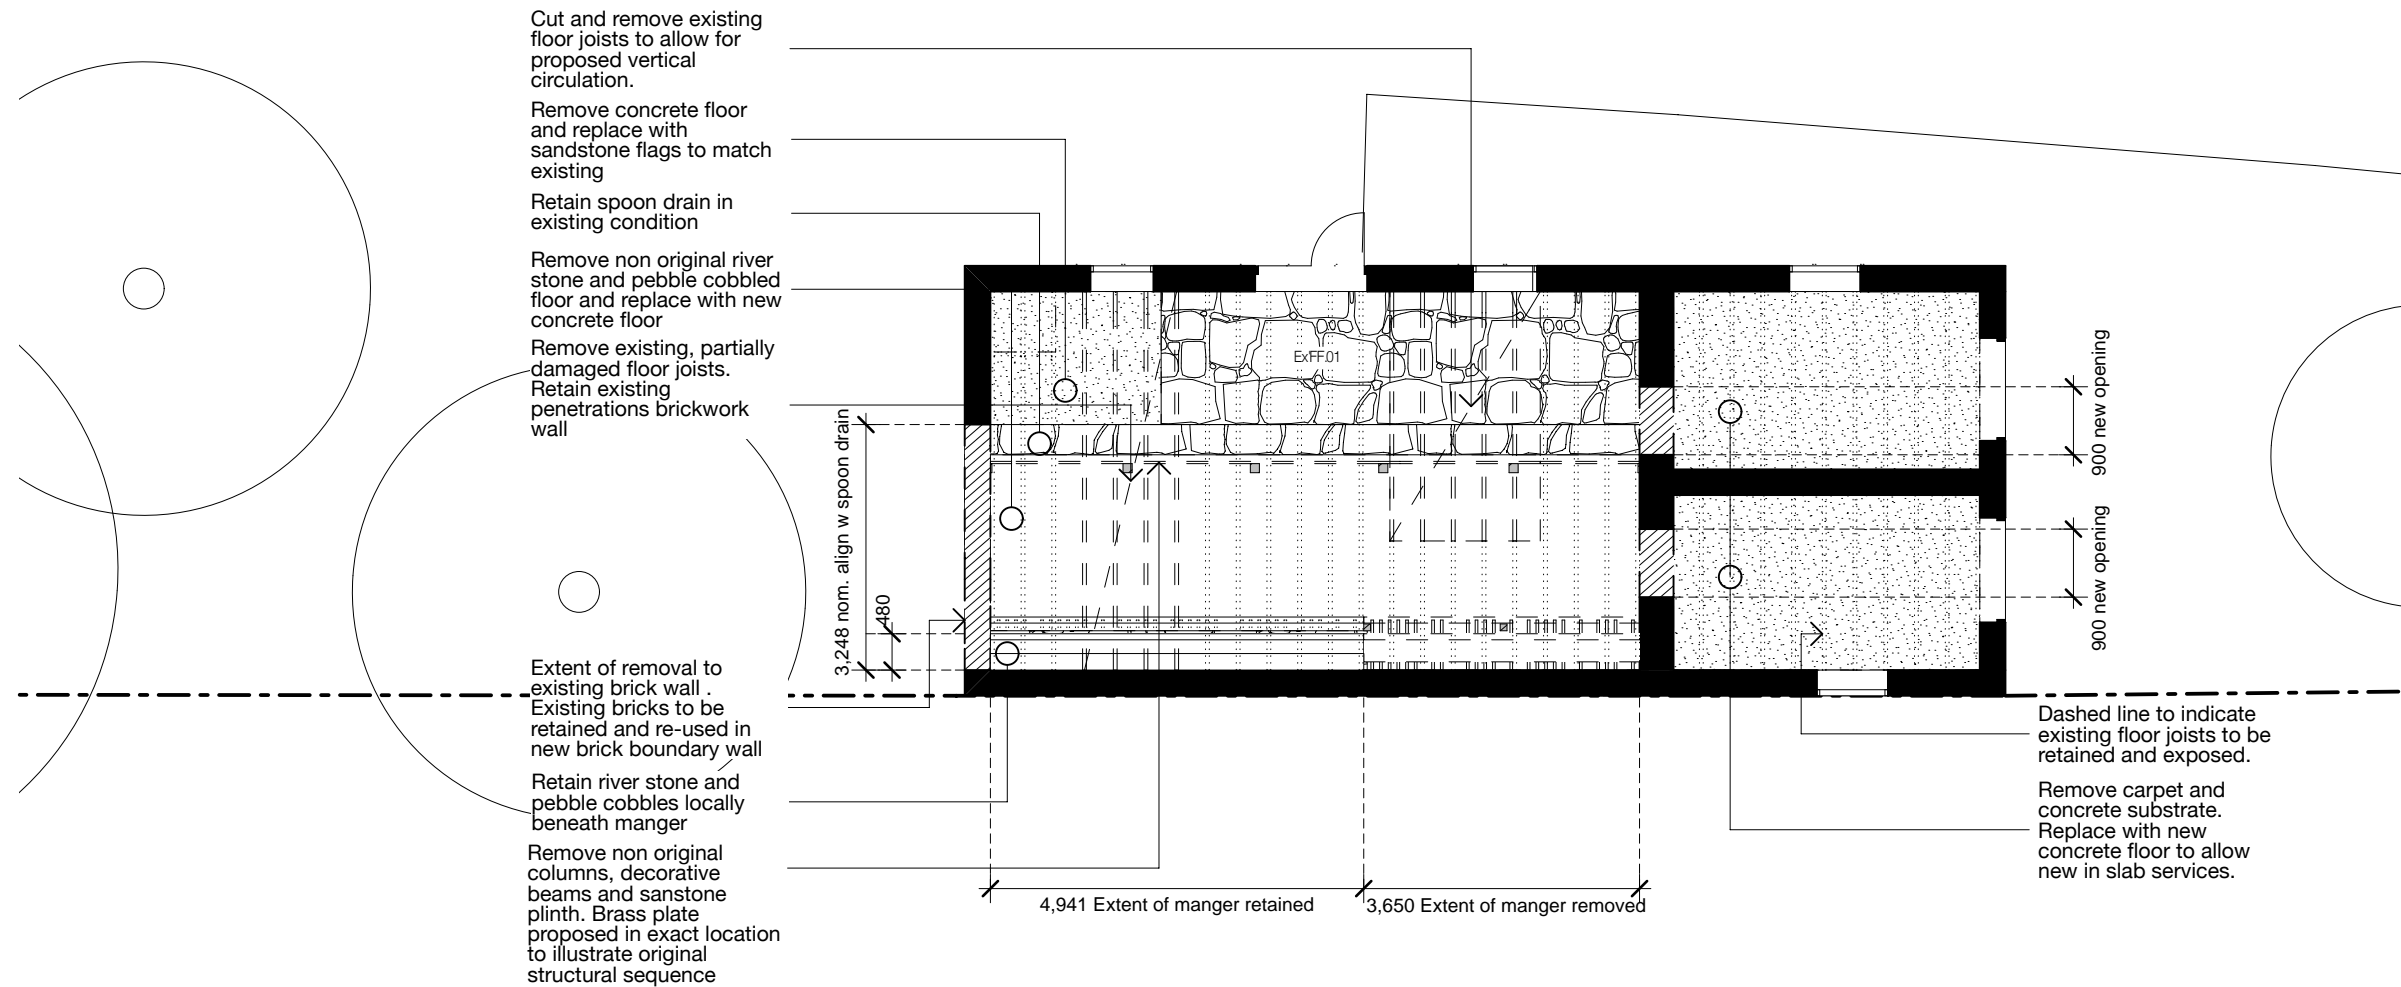 Cut and remove existing
floor joists to allow for
proposed vertical
circulation.
Remove concrete floor
and replace with
sandstone flags to match
existing
Retain spoon drain in
existing condition
Remove non original river
stone and pebble cobbled
floor and replace with new
concrete floor
Remove existing, partially
damaged floor joists.
Retain existing
penetrations brickwork
wall
Extent of removal to
existing brick wall .
Existing bricks to be
retained and re-used in
new brick boundary wall
Retain river stone and
pebble cobbles locally
beneath manger
Remove non original
columns, decorative
beams and sanstone
plinth. Brass plate
proposed in exact location
to illustrate original
structural sequence
3,248 nom. align w spoon drain
480
ExFF.01
4,941 Extent of manger retained
3,650 Extent of manger removed
900 new opening
900 new opening
Dashed line to indicate
existing floor joists to be
retained and exposed.
Remove carpet and
concrete substrate.
Replace with new
concrete floor to allow
new in slab services.